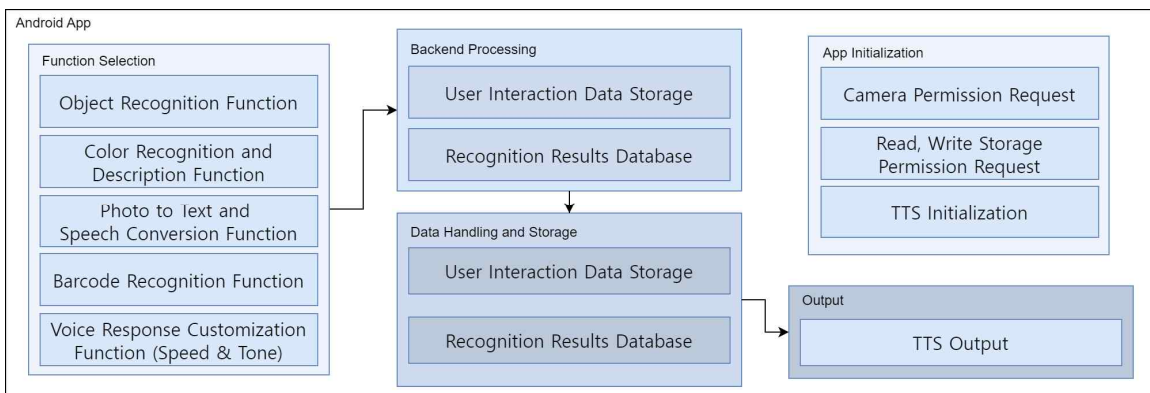 Android App
Function Selection
Object Recognition Function
Color Recognition and
Description Function
Photo to Text and
Speech Conversion Function
Barcode Recognition Function
Voice Response Customization
Function (Speed & Tone)
Backend Processing
User Interaction Data Storage
Recognition Results Database
Data Handling and Storage
User Interaction Data Storage
Recognition Results Database
App Initialization
Camera Permission Request
Read, Write Storage
Permission Request
TTS Initialization
Output
TTS Output